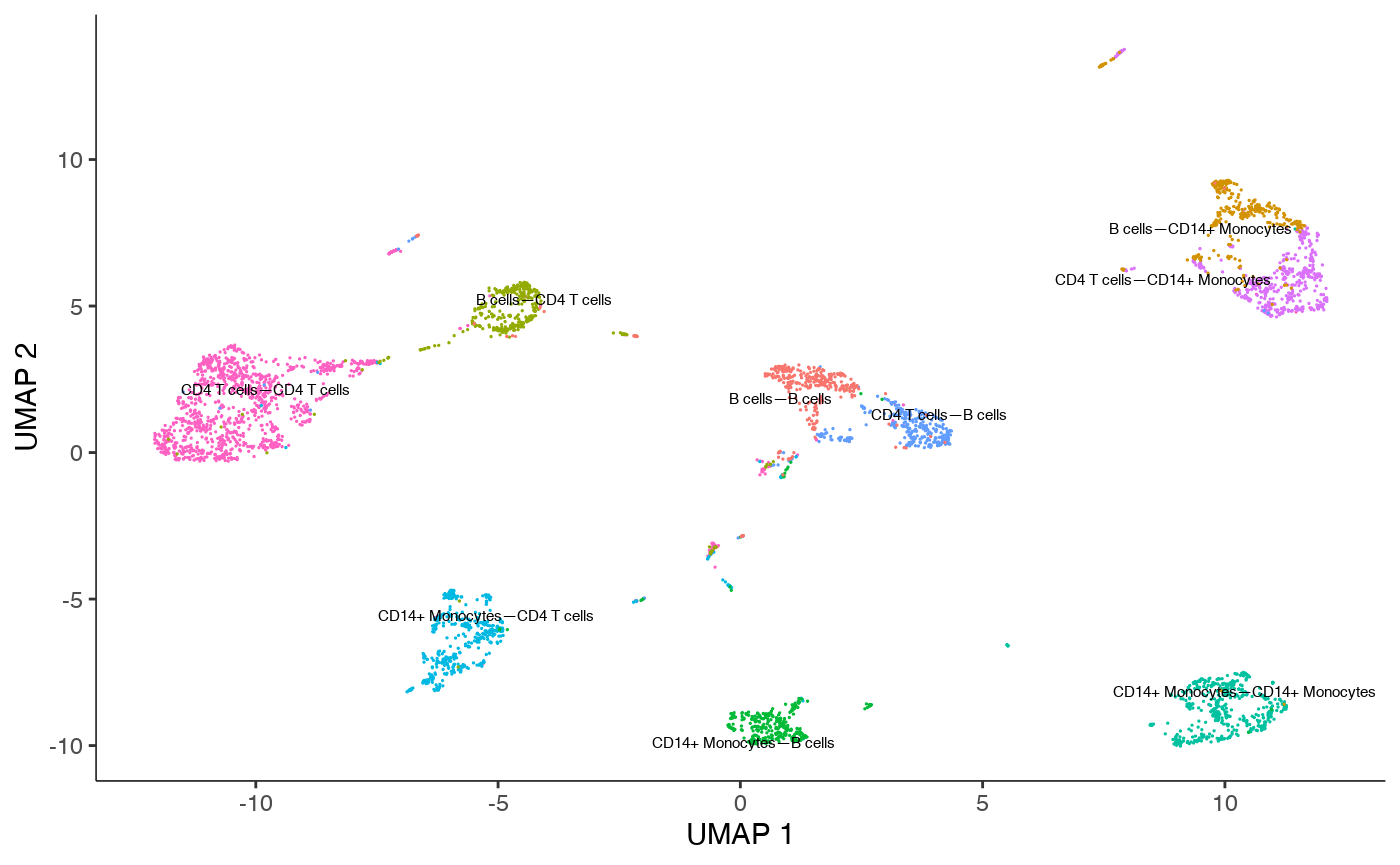 UMAP 2
10
5
0
-5
-10
B cells—CD14+ Monocytes
CD4 T cells—CD14+ Monocytes
B cells—CD4 T cells
CD4 T cells—CD4 T cells
B cells—B cells
CD4 T cells—B cells
CD14+ Monocytes—CD4 T cells
CD14+ Monocytes—CD14+ Monocytes
CD14+ Monocytes—B cells
-10
-5
0
5
10
UMAP 1